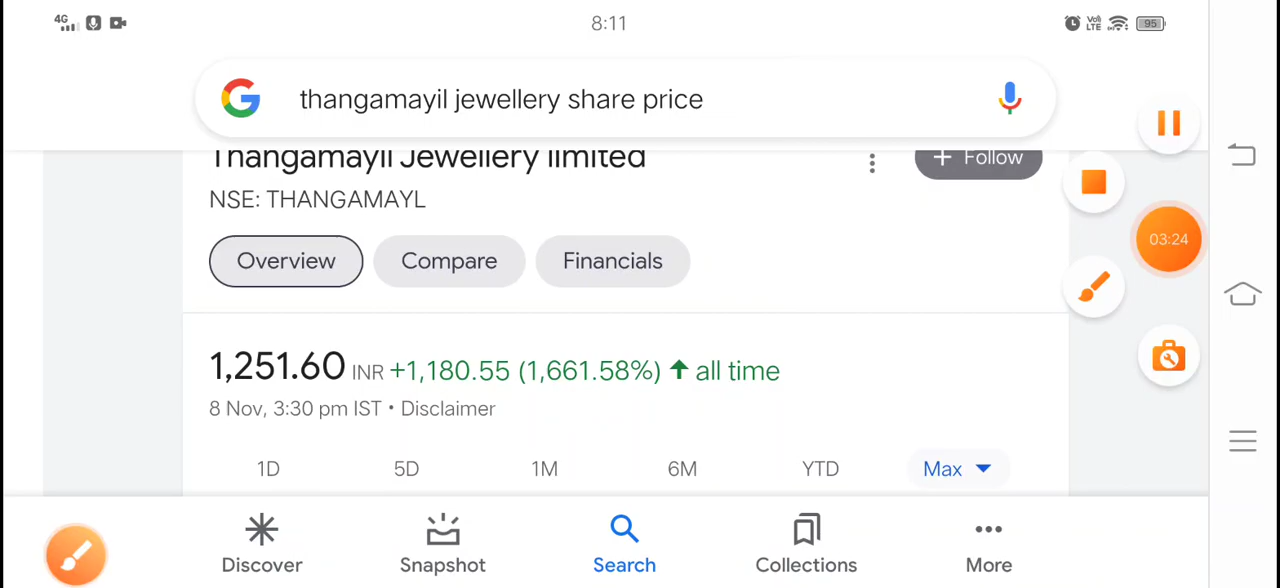 4G 8:11 Vo) LTE 95
thangamayil jewellery share price
Thangamayil Jewellery limited
+ Follow
NSE: THANGAMAYL
Overview Compare Financials
03:24
1,251.60 INR +1,180.55 (1,661.58%) ↑ all time
8 Nov, 3:30 pm IST • Disclaimer
1D 5D 1M 6M YTD Max
Discover Snapshot Search Collections More